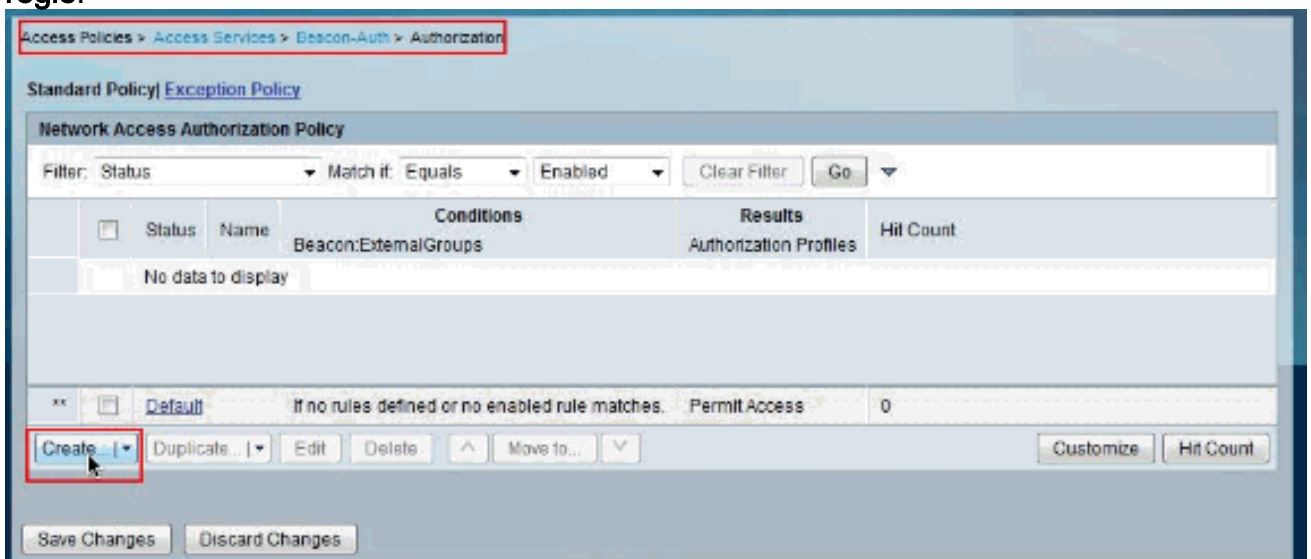 regler
Access Policies > Access Services > Beacon-Auth > Authorization
Standard Policy| Exception Policy
Network Access Authorization Policy
Filter: Status Match if: Equals Enabled Clear Filter Go
Status Name Conditions Results Hit Count
Beacon:ExternalGroups Authorization Profiles
No data to display
** Default If no rules defined or no enabled rule matches. Permit Access 0
Create... Duplicate... Edit Delete ^ Move to... Customize Hit Count
Save Changes Discard Changes